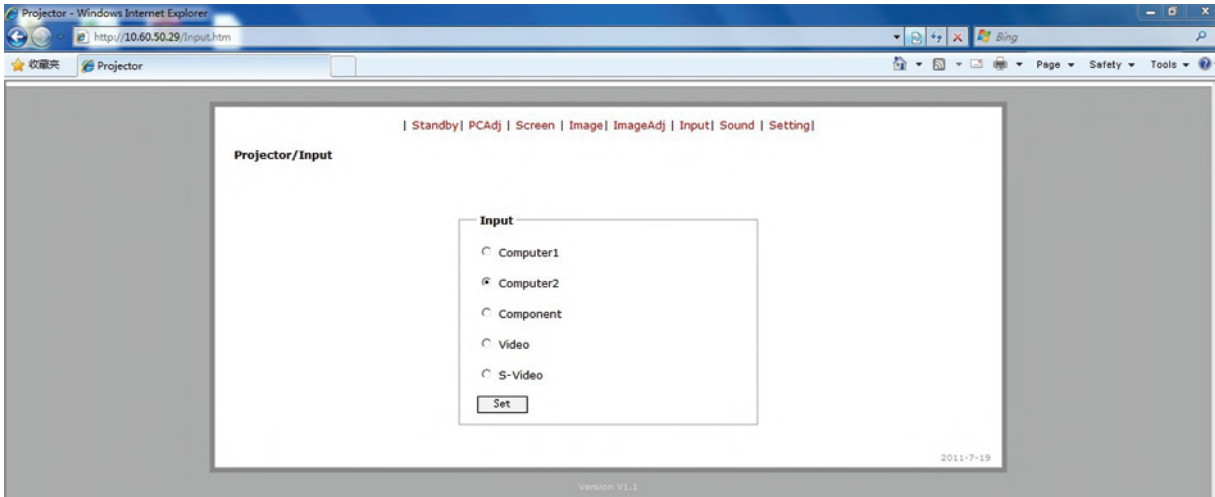 Projector - Windows Internet Explorer
http://10.60.50.29/Input.htm
Bing
收藏夹
Projector
Page
Safety
Tools
| Standby| PCAdj | Screen | Image| ImageAdj | Input| Sound | Setting|
Projector/Input
Input
Computer1
Computer2
Component
Video
S-Video
Set
2011-7-19
Version V1.1